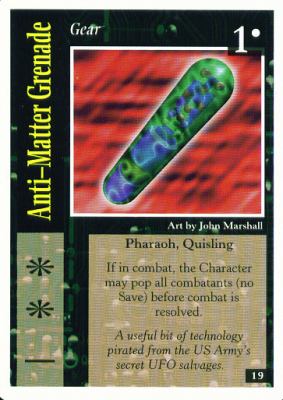 Anti-Matter Grenade
Gear
1•
Art by John Marshall
Pharaoh, Quisling
If in combat, the Character
may pop all combatants (no
Save) before combat is
resolved.
A useful bit of technology
pirated from the US Army's
secret UFO salvages.
*
*
—
19